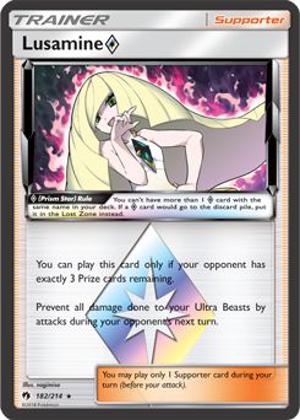 TRAINER
Supporter
Lusamine ◇
◇ (Prism Star) Rule You can't have more than 1 ◇ card with the
same name in your deck. If a ◇ card would go to the discard pile, put
it in the Lost Zone instead.
You can play this card only if your opponent has
exactly 3 Prize cards remaining.
Prevent all damage done to your Ultra Beasts by
attacks during your opponent's next turn.
You may play only 1 Supporter card during your
turn (before your attack).
Illus. nagimiso
182/214 ★
©2018 Pokémon